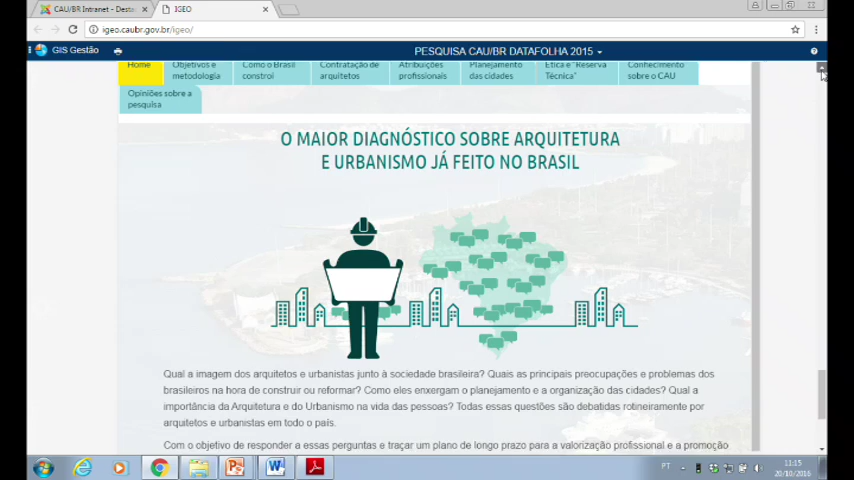 CAU/BR Intranet - Desta
IGEO
igeo.caubr.gov.br/igeo/
GIS Gestão
PESQUISA CAU/BR DATAFOLHA 2015
Home
Objetivos e metodologia
Como o Brasil constroi
Contratação de arquitetos
Atribuições profissionais
Planejamento das cidades
Ética e "Reserva Técnica"
Conhecimento sobre o CAU
Opiniões sobre a pesquisa
O MAIOR DIAGNÓSTICO SOBRE ARQUITETURA
E URBANISMO JÁ FEITO NO BRASIL
Qual a imagem dos arquitetos e urbanistas junto à sociedade brasileira? Quais as principais preocupações e problemas dos
brasileiros na hora de construir ou reformar? Como eles enxergam o planejamento e a organização das cidades? Qual a
importância da Arquitetura e do Urbanismo na vida das pessoas? Todas essas questões são debatidas rotineiramente por
arquitetos e urbanistas em todo o país.
Com o objetivo de responder a essas perguntas e traçar um plano de longo prazo para a valorização profissional e a promoção
PT
11:15
20/10/2016